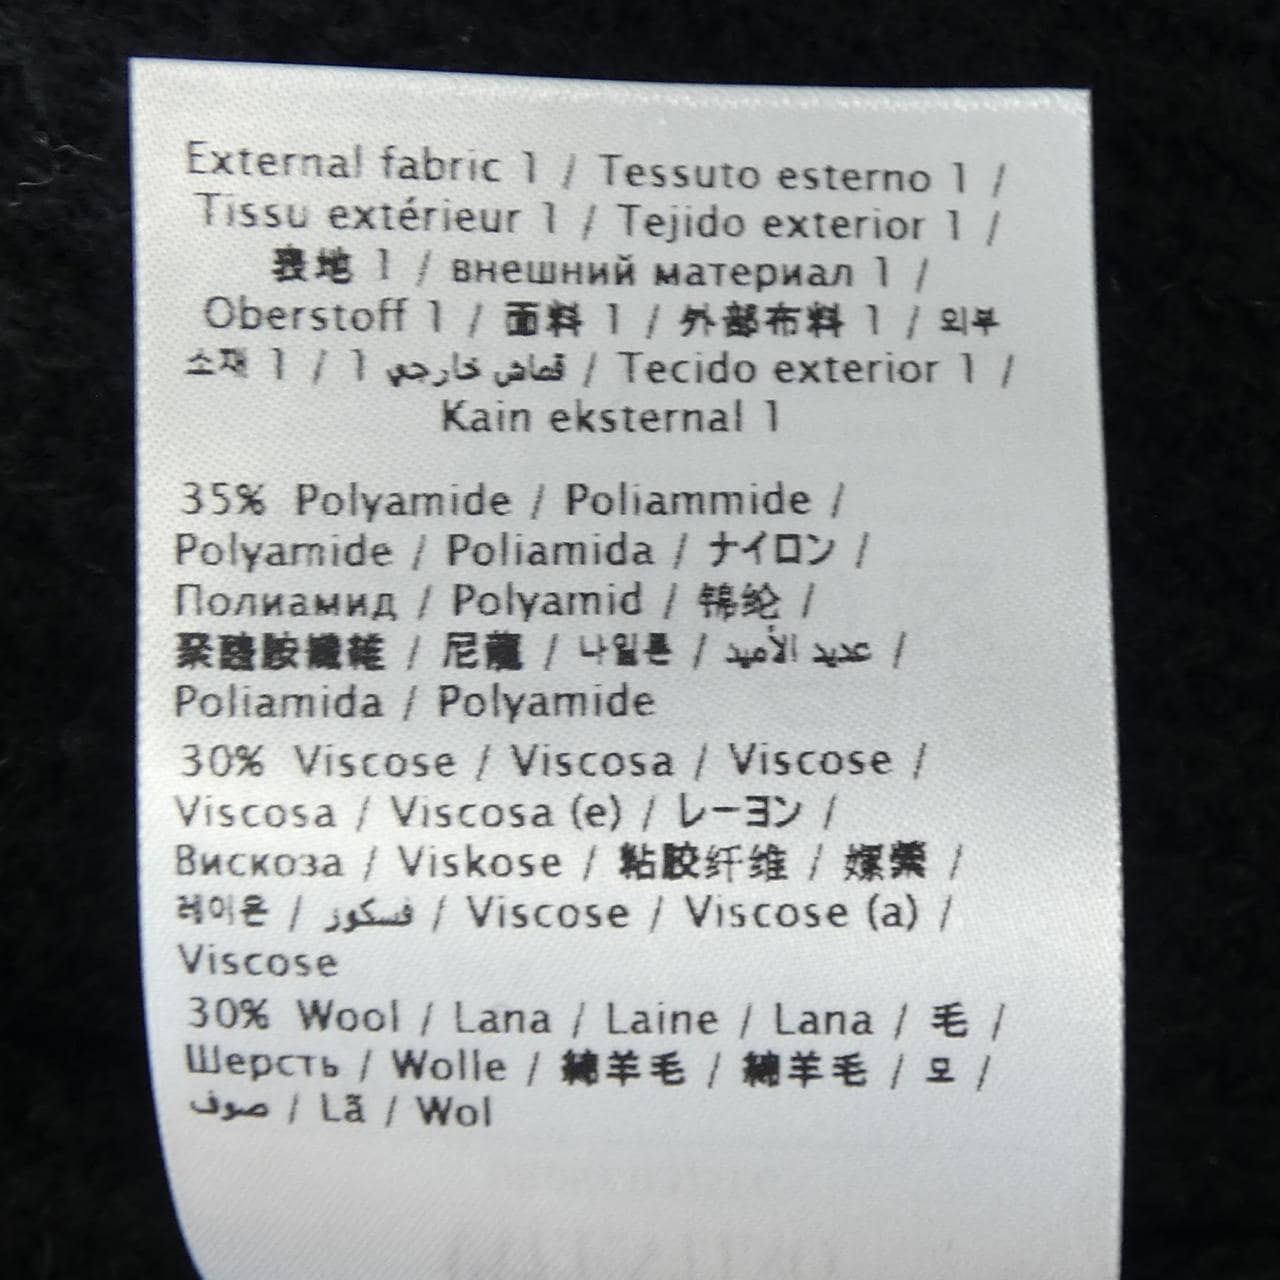 External fabric 1 / Tessuto esterno 1 /
Tissu extérieur 1 / Tejido exterior 1 /
表地 1 / внешний материал 1 /
Oberstoff 1 / 面料 1 / 外部布料 1 / 외부
소재 1 / 1 قماش خارجي / Tecido exterior 1 /
Kain eksternal 1
35% Polyamide / Poliammide /
Polyamide / Poliamida / ナイロン /
Полиамид / Polyamid / 锦纶 /
聚醯胺纖維 / 尼龍 / 나일론 / عديد الأميد /
Poliamida / Polyamide
30% Viscose / Viscosa / Viscose /
Viscosa / Viscosa (e) / レーヨン /
Вискоза / Viskose / 粘胶纤维 / 嫘縈 /
레이온 / فسكوز / Viscose / Viscose (a) /
Viscose
30% Wool / Lana / Laine / Lana / 毛 /
Шерсть / Wolle / 綿羊毛 / 綿羊毛 / 모 /
صوف / Lã / Wol